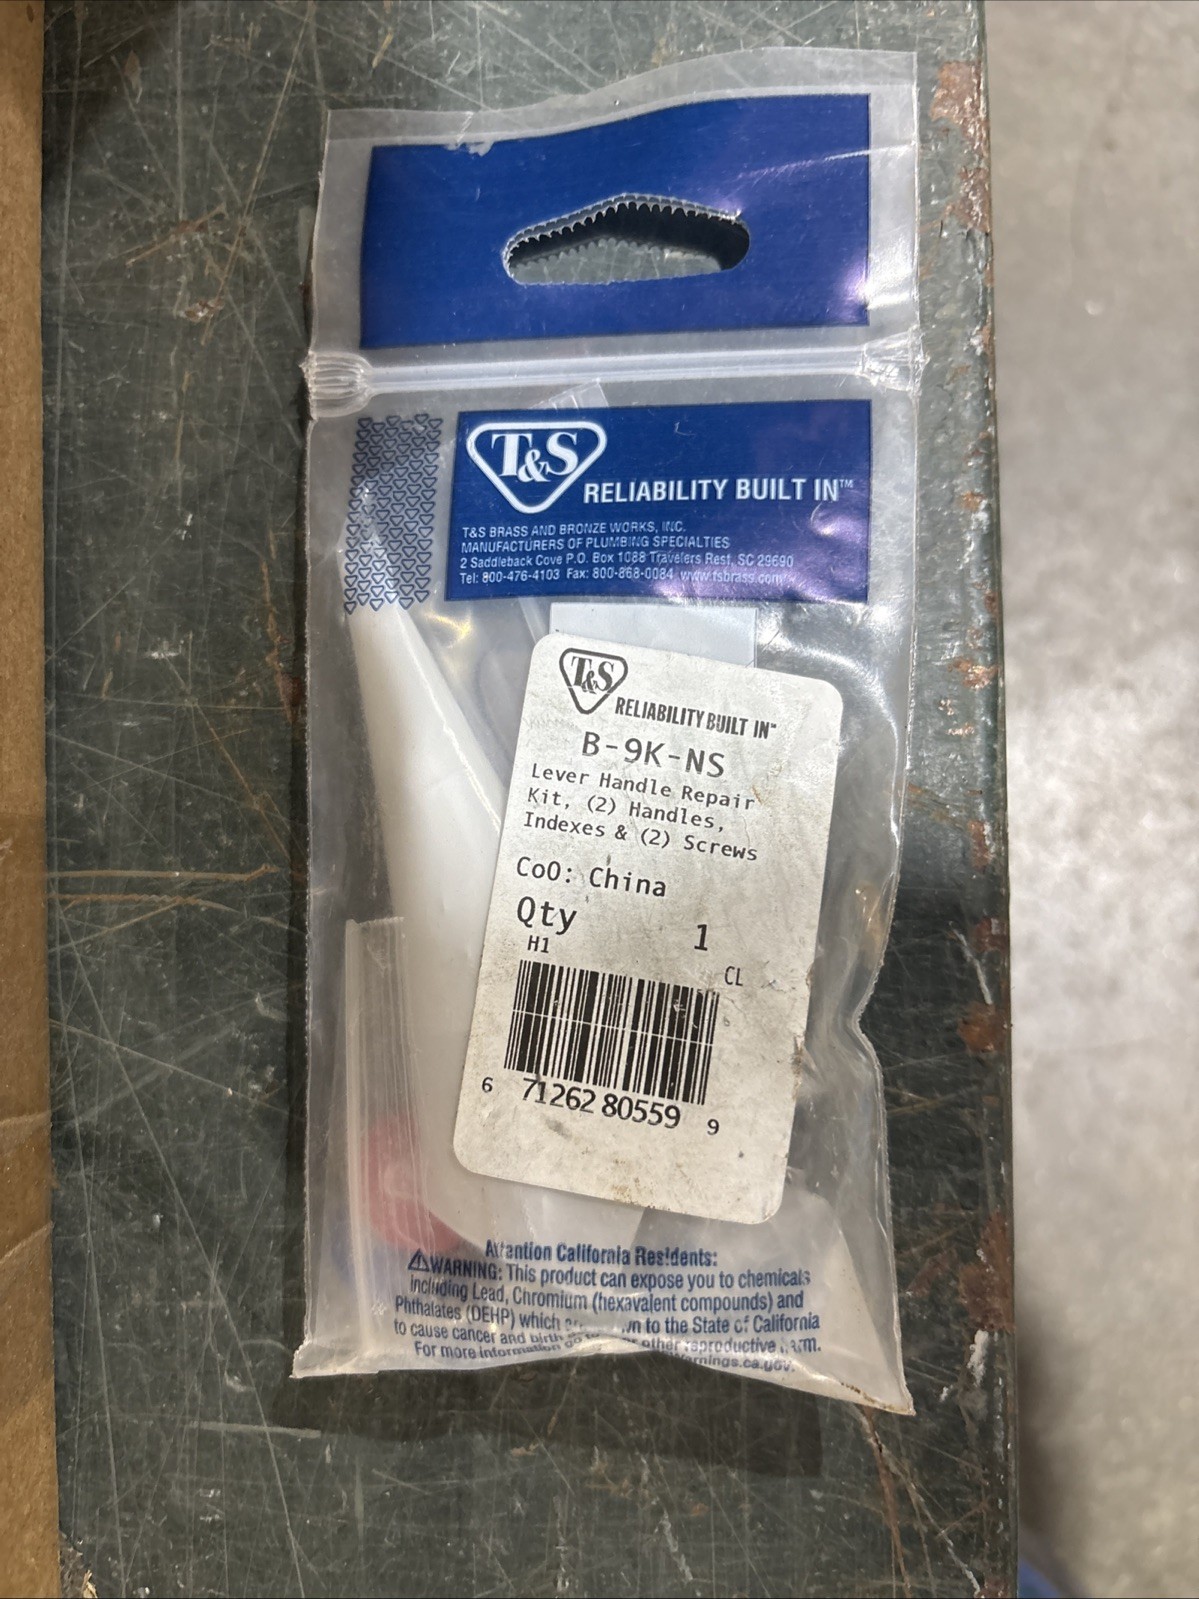 T&S
RELIABILITY BUILT IN™
T&S BRASS AND BRONZE WORKS, INC.
MANUFACTURERS OF PLUMBING SPECIALTIES
2 Saddleback Cove P.O. Box 1088 Travelers Rest, SC 29690
Tel: 800-476-4103 Fax: 800-868-0084 www.tsbrass.com
T&S
RELIABILITY BUILT IN™
B-9K-NS
Lever Handle Repair
Kit, (2) Handles,
Indexes & (2) Screws
CoO: China
Qty 1
H1 CL
6 71262 80559 9
Attention California Residents:
⚠WARNING: This product can expose you to chemicals
including Lead, Chromium (hexavalent compounds) and
Phthalates (DEHP) which to the State of California
to cause cancer and birth other reproductive harm.
For more information go